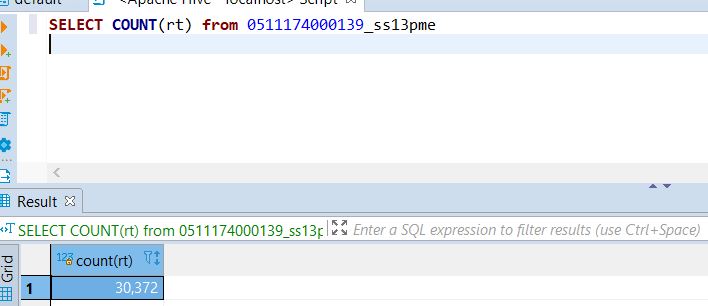 default
<Apache Hive - localhost> Script
SELECT COUNT(rt) from 0511174000139_ss13pme
Result
SELECT COUNT(rt) from 0511174000139_ss13p
Enter a SQL expression to filter results (use Ctrl+Space)
Grid
123 count(rt)
1 30,372